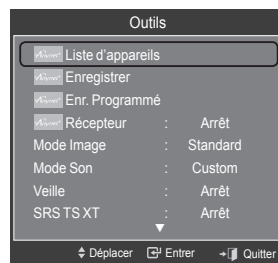 Outils
Liste d'appareils
Enregistrer
Enr. Programmé
Récepteur : Arrêt
Mode Image : Standard
Mode Son : Custom
Veille : Arrêt
SRS TS XT : Arrêt
Déplacer Entrer Quitter